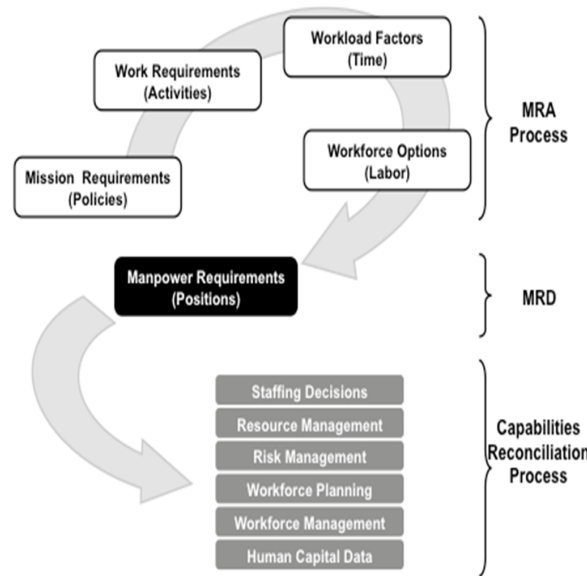 Workload Factors
(Time)
Work Requirements
(Activities)
MRA
Process
Workforce Options
(Labor)
Mission Requirements
(Policies)
Manpower Requirements
(Positions)
MRD
Staffing Decisions
Resource Management
Risk Management
Workforce Planning
Workforce Management
Human Capital Data
Capabilities
Reconciliation
Process